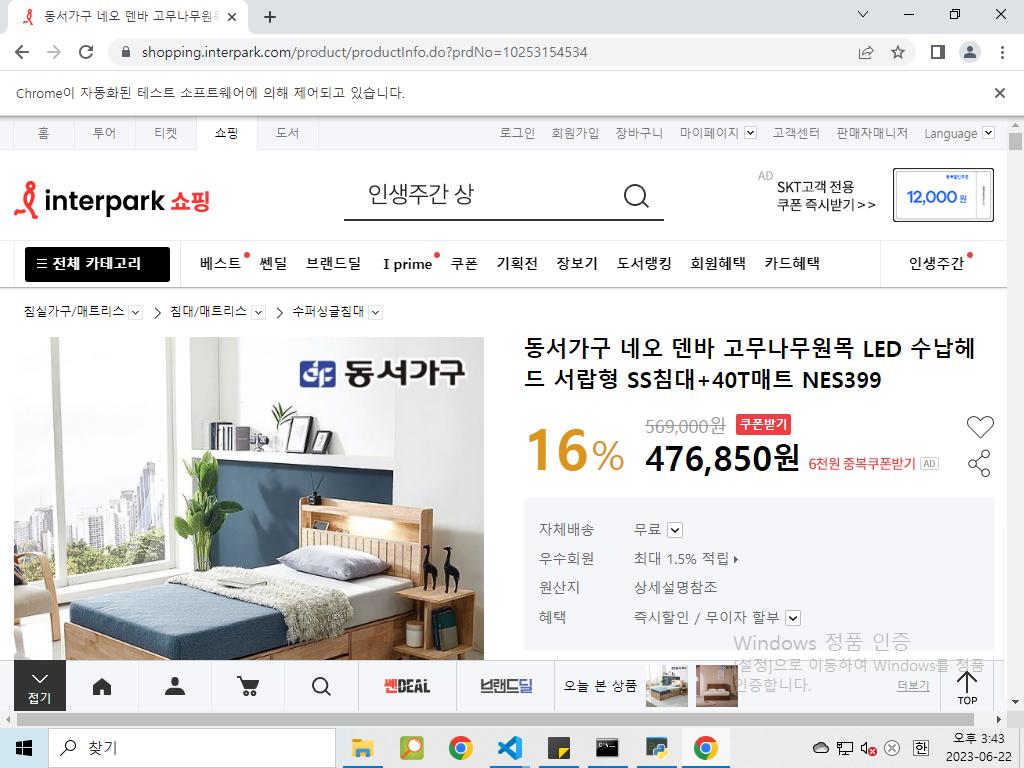 동서가구 네오 덴바 고무나무원목
shopping.interpark.com/product/productInfo.do?prdNo=10253154534
Chrome이 자동화된 테스트 소프트웨어에 의해 제어되고 있습니다.
홈 투어 티켓 쇼핑 도서 로그인 회원가입 장바구니 마이페이지 고객센터 판매자매니저 Language
interpark 쇼핑
인생주간 상
AD SKT고객 전용
쿠폰 즉시받기>>
12,000원
전체 카테고리 베스트 쎈딜 브랜드딜 I prime 쿠폰 기획전 장보기 도서랭킹 회원혜택 카드혜택 인생주간
침실가구/매트리스 > 침대/매트리스 > 수퍼싱글침대
동서가구
동서가구 네오 덴바 고무나무원목 LED 수납헤
드 서랍형 SS침대+40T매트 NES399
569,000원 쿠폰받기
16% 476,850원 6천원 중복쿠폰받기 AD
자체배송 무료
우수회원 최대 1.5% 적립
원산지 상세설명참조
혜택 즉시할인 / 무이자 할부
Windows 정품 인증
[설정]으로 이동하여 Windows를 정품
인증합니다.
접기
쎈DEAL
브랜드딜
오늘 본 상품
더보기
TOP
찾기
한
오후 3:43
2023-06-22